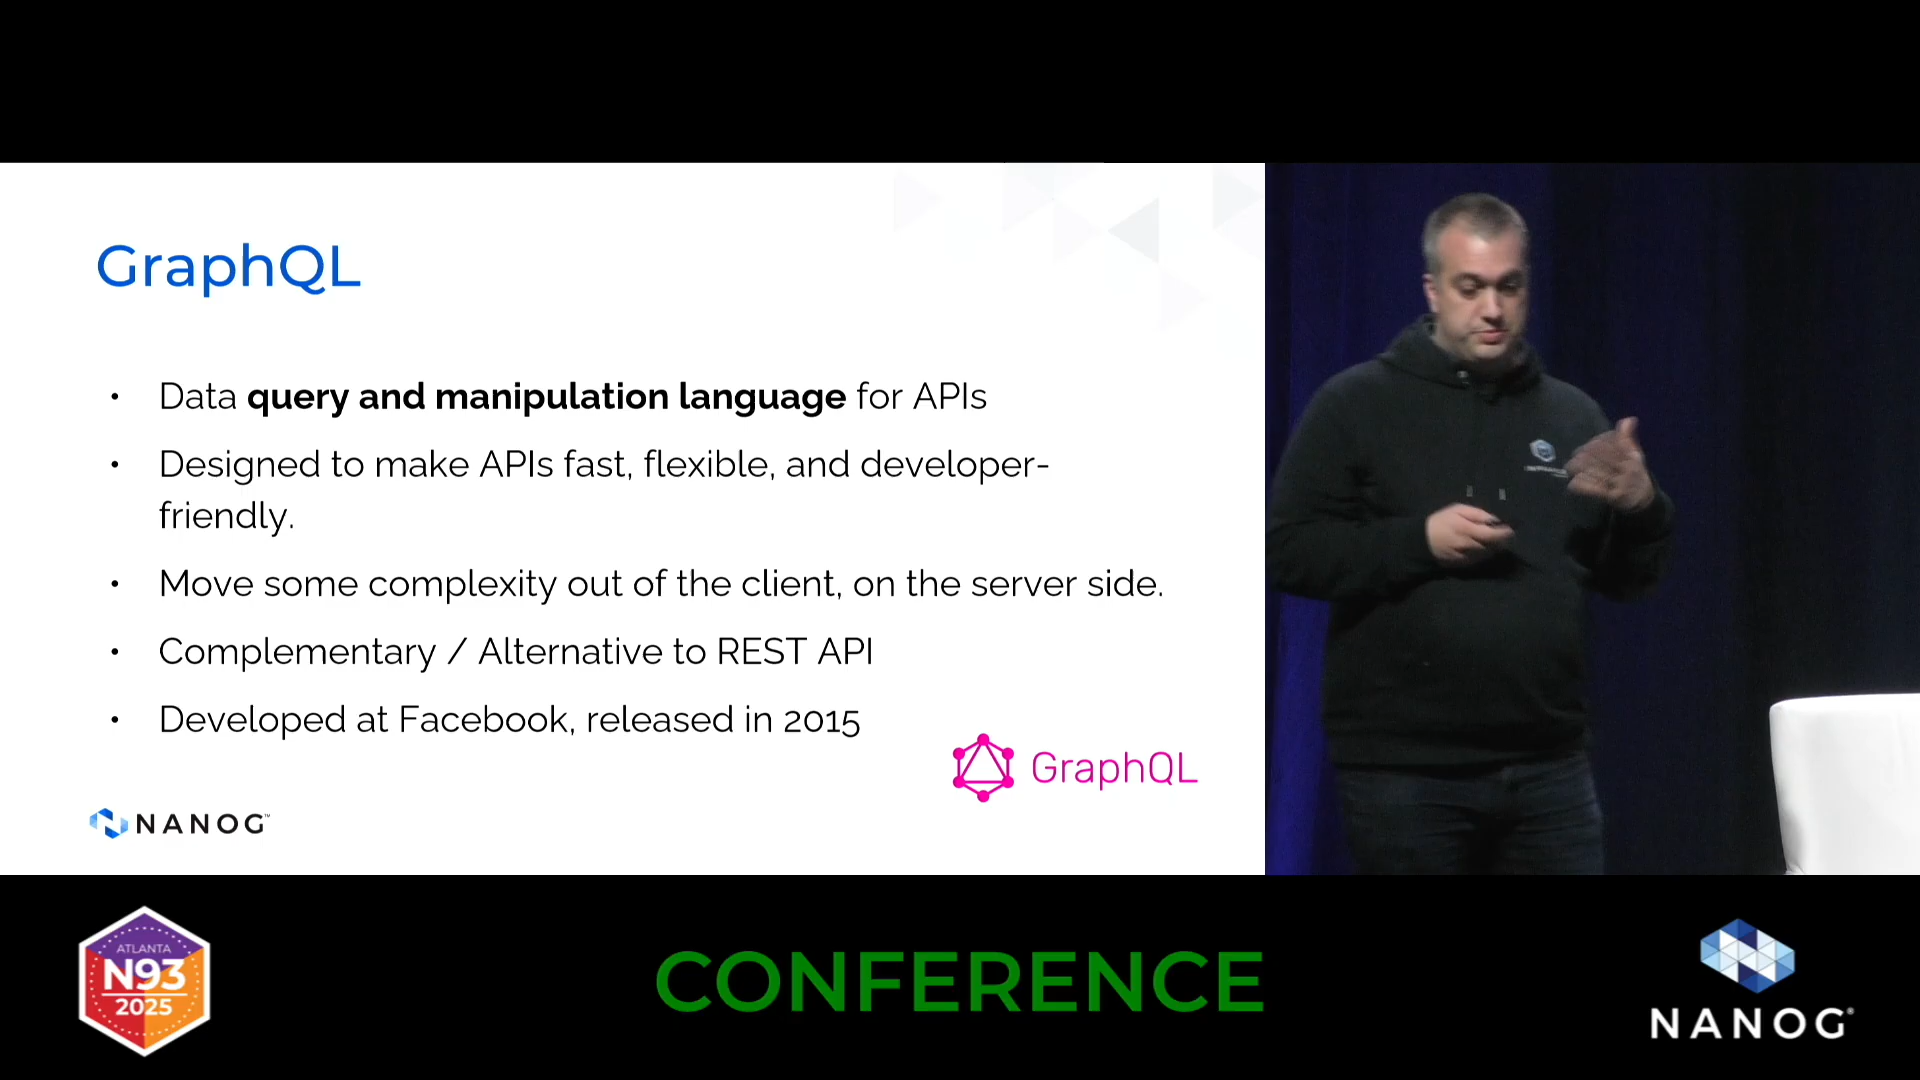 GraphQL
• Data query and manipulation language for APIs
• Designed to make APIs fast, flexible, and developer-
friendly.
• Move some complexity out of the client, on the server side.
• Complementary / Alternative to REST API
• Developed at Facebook, released in 2015
GraphQL
NANOG™
ATLANTA
N93
2025
CONFERENCE
NANOG®